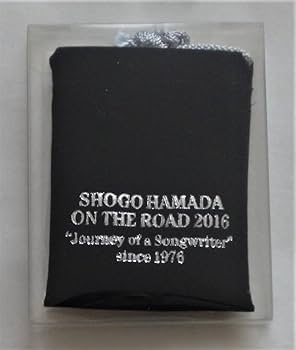 SHOGO HAMADA
ON THE ROAD 2016
"Journey of a Songwriter"
since 1976